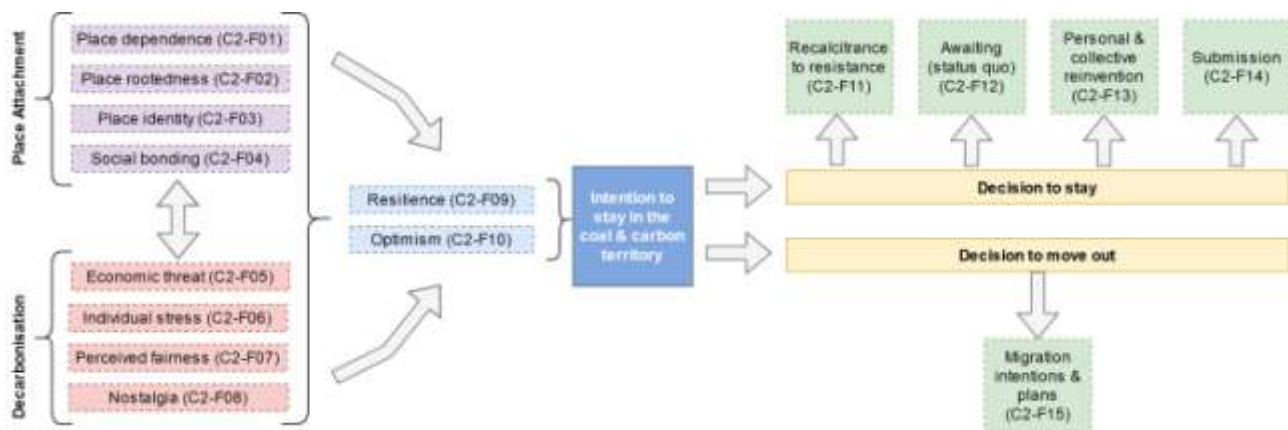 Place Attachment
Place dependence (C2-F01)
Place rootedness (C2-F02)
Place identity (C2-F03)
Social bonding (C2-F04)
Decarbonisation
Economic threat (C2-F05)
Individual stress (C2-F06)
Perceived fairness (C2-F07)
Nostalgia (C2-F08)
Resilience (C2-F09)
Optimism (C2-F10)
Intention to
stay in the
coal & carbon
territory
Recalcitrance
to resistance
(C2-F11)
Awaiting
(status quo)
(C2-F12)
Personal &
collective
reinvention
(C2-F13)
Submission
(C2-F14)
Decision to stay
Decision to move out
Migration
intentions &
plans
(C2-F15)